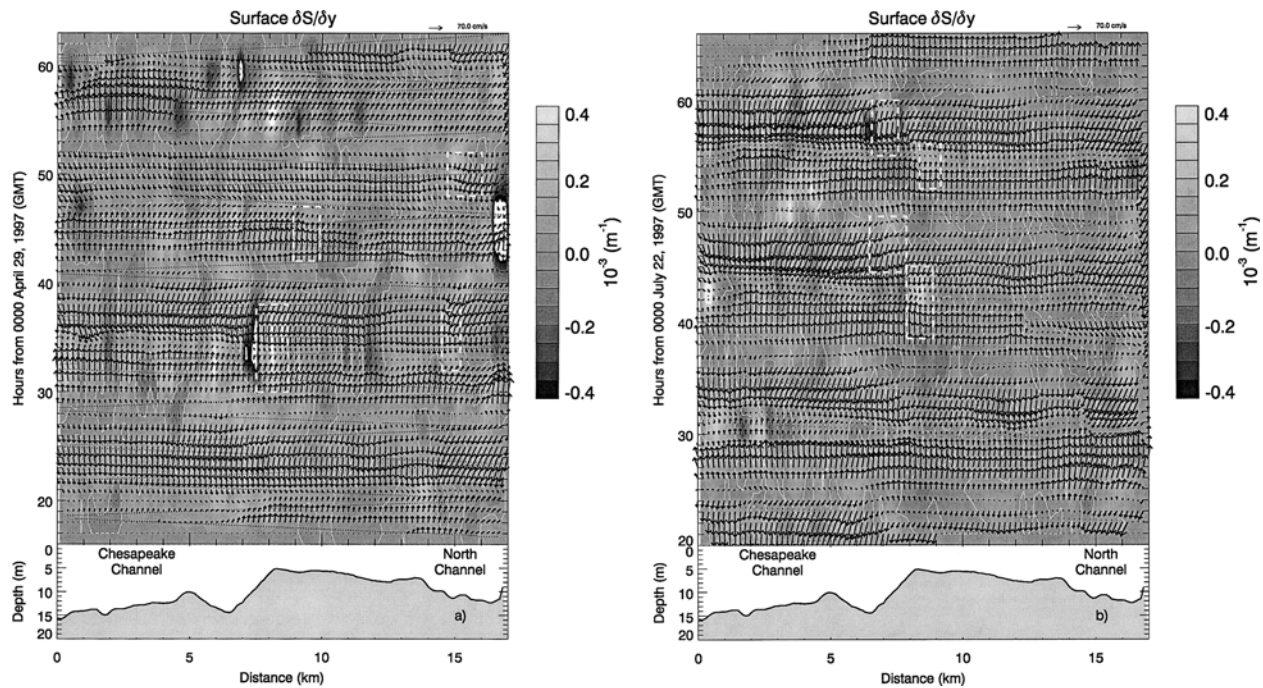 Surface δS/δy
70.0 cm/s
60
50
40
30
20
Hours from 0000 April 29, 1997 (GMT)
0.4
0.2
0.0
-0.2
-0.4
10⁻³ (m⁻¹)
Chesapeake
Channel
North
Channel
a)
0
5
10
15
20
Depth (m)
0 5 10 15
Distance (km)
Surface δS/δy
70.0 cm/s
60
50
40
30
20
Hours from 0000 July 22, 1997 (GMT)
0.4
0.2
0.0
-0.2
-0.4
10⁻³ (m⁻¹)
Chesapeake
Channel
North
Channel
b)
0
5
10
15
20
Depth (m)
0 5 10 15
Distance (km)